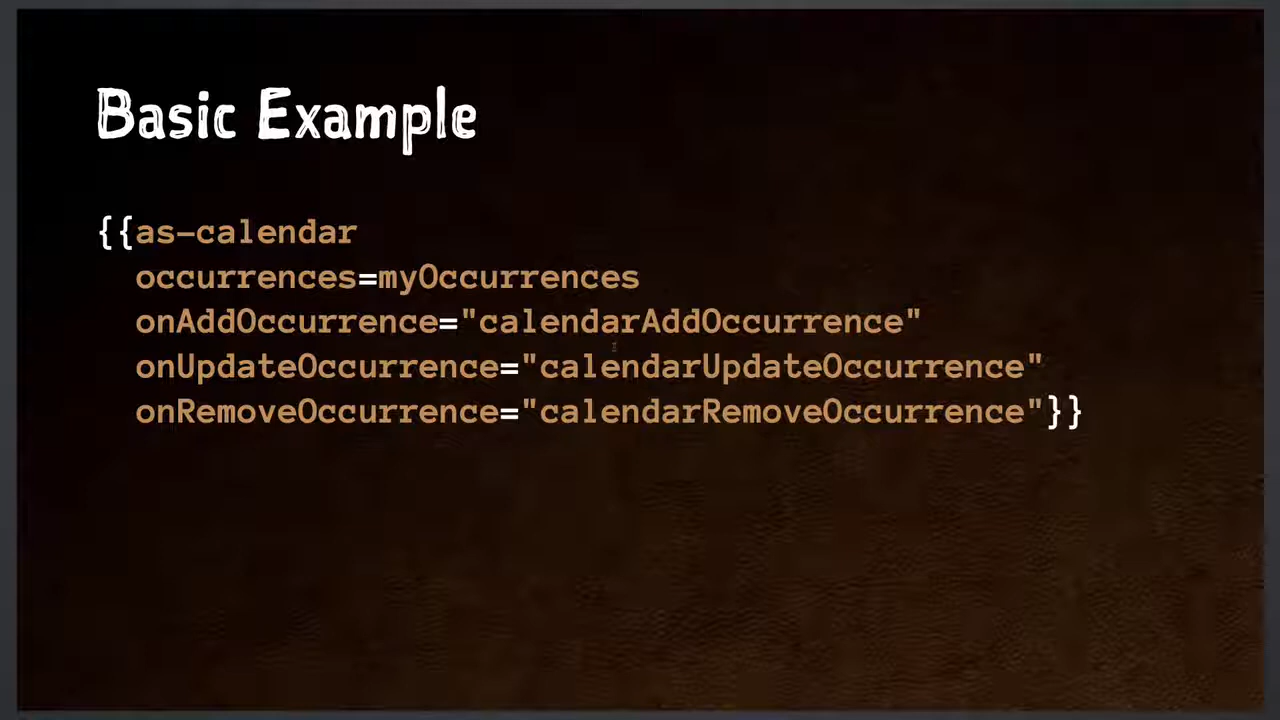 Basic Example
{{as-calendar
occurrences=myOccurrences
onAddOccurrence="calendarAddOccurrence"
onUpdateOccurrence="calendarUpdateOccurrence"
onRemoveOccurrence="calendarRemoveOccurrence"}}